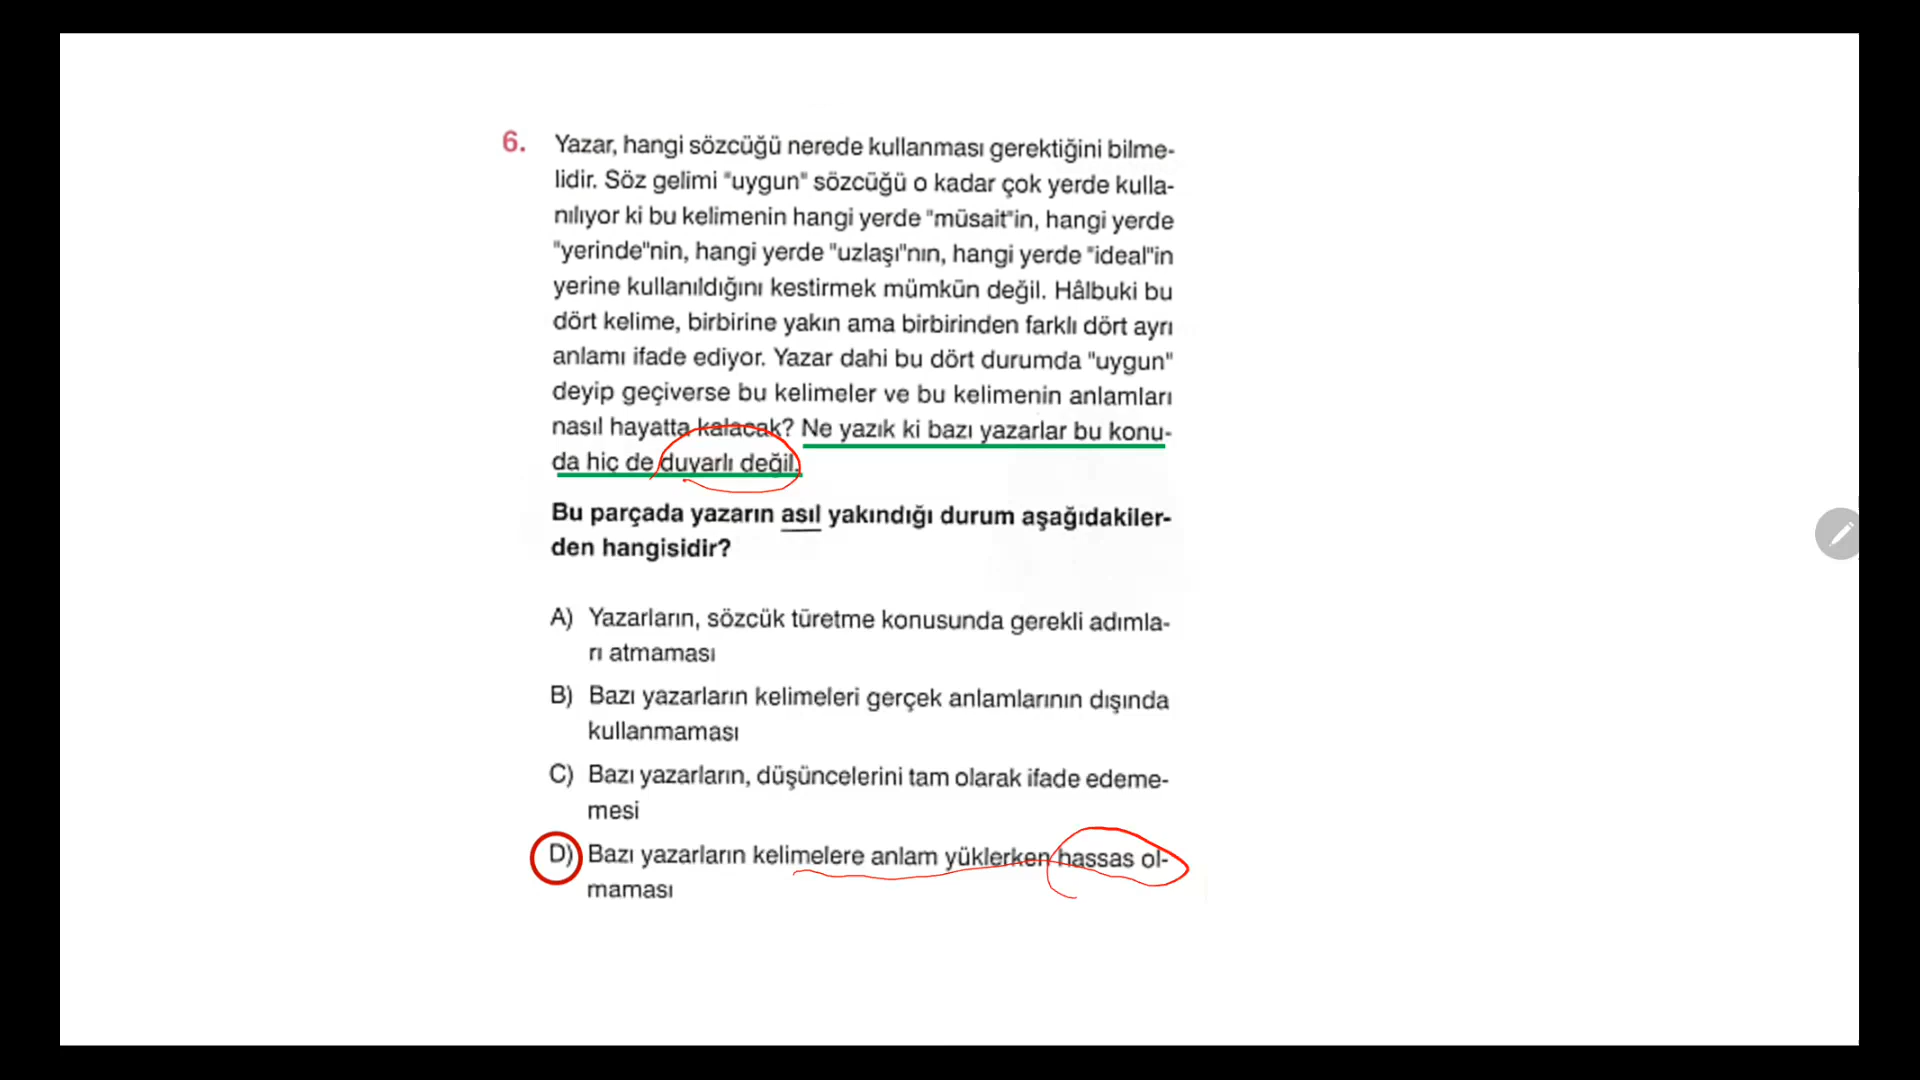 6. Yazar, hangi sözcüğü nerede kullanması gerektiğini bilme-
lidir. Söz gelimi "uygun" sözcüğü o kadar çok yerde kulla-
nılıyor ki bu kelimenin hangi yerde "müsait"in, hangi yerde
"yerinde"nin, hangi yerde "uzlaşı"nın, hangi yerde "ideal"in
yerine kullanıldığını kestirmek mümkün değil. Hâlbuki bu
dört kelime, birbirine yakın ama birbirinden farklı dört ayrı
anlamı ifade ediyor. Yazar dahi bu dört durumda "uygun"
deyip geçiverse bu kelimeler ve bu kelimenin anlamları
nasıl hayatta kalacak? Ne yazık ki bazı yazarlar bu konu-
da hiç de duyarlı değil.
Bu parçada yazarın asıl yakındığı durum aşağıdakiler-
den hangisidir?
A) Yazarların, sözcük türetme konusunda gerekli adımla-
rı atmaması
B) Bazı yazarların kelimeleri gerçek anlamlarının dışında
kullanmaması
C) Bazı yazarların, düşüncelerini tam olarak ifade edeme-
mesi
D) Bazı yazarların kelimelere anlam yüklerken hassas ol-
maması